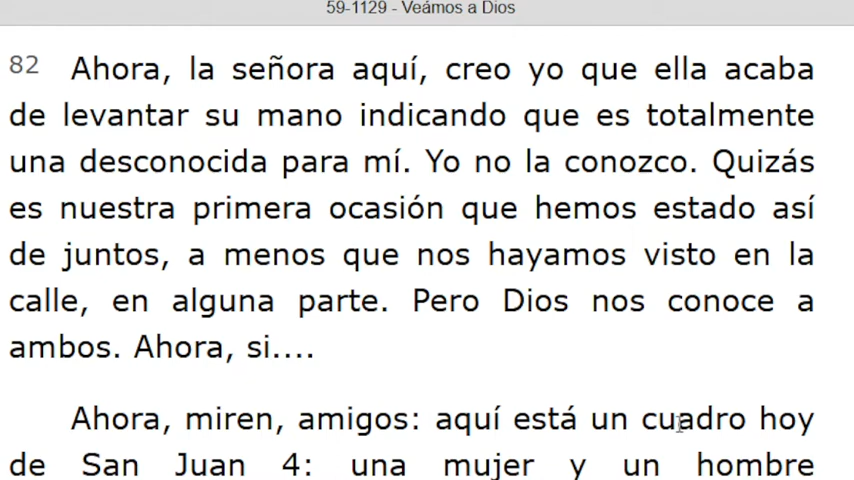 59-1129 - Veámos a Dios
82 Ahora, la señora aquí, creo yo que ella acaba
de levantar su mano indicando que es totalmente
una desconocida para mí. Yo no la conozco. Quizás
es nuestra primera ocasión que hemos estado así
de juntos, a menos que nos hayamos visto en la
calle, en alguna parte. Pero Dios nos conoce a
ambos. Ahora, si....
Ahora, miren, amigos: aquí está un cuadro hoy
de San Juan 4: una mujer y un hombre